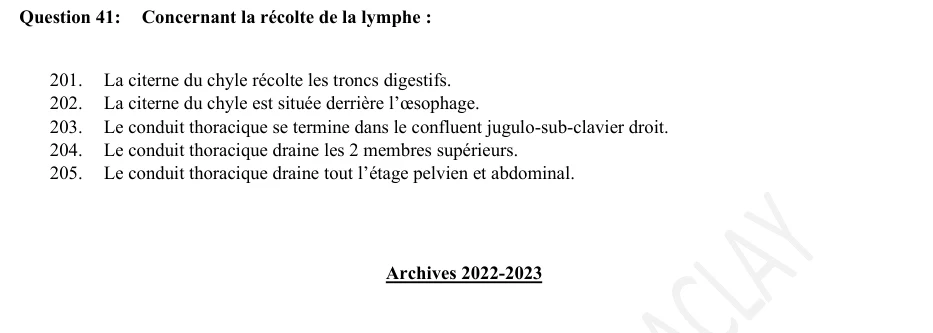 Question 41: Concernant la récolte de la lymphe :
201. La citerne du chyle récolte les troncs digestifs.
202. La citerne du chyle est située derrière l’œsophage.
203. Le conduit thoracique se termine dans le confluent jugulo-sub-clavier droit.
204. Le conduit thoracique draine les 2 membres supérieurs.
205. Le conduit thoracique draine tout l’étage pelvien et abdominal.
Archives 2022-2023
ACLAY